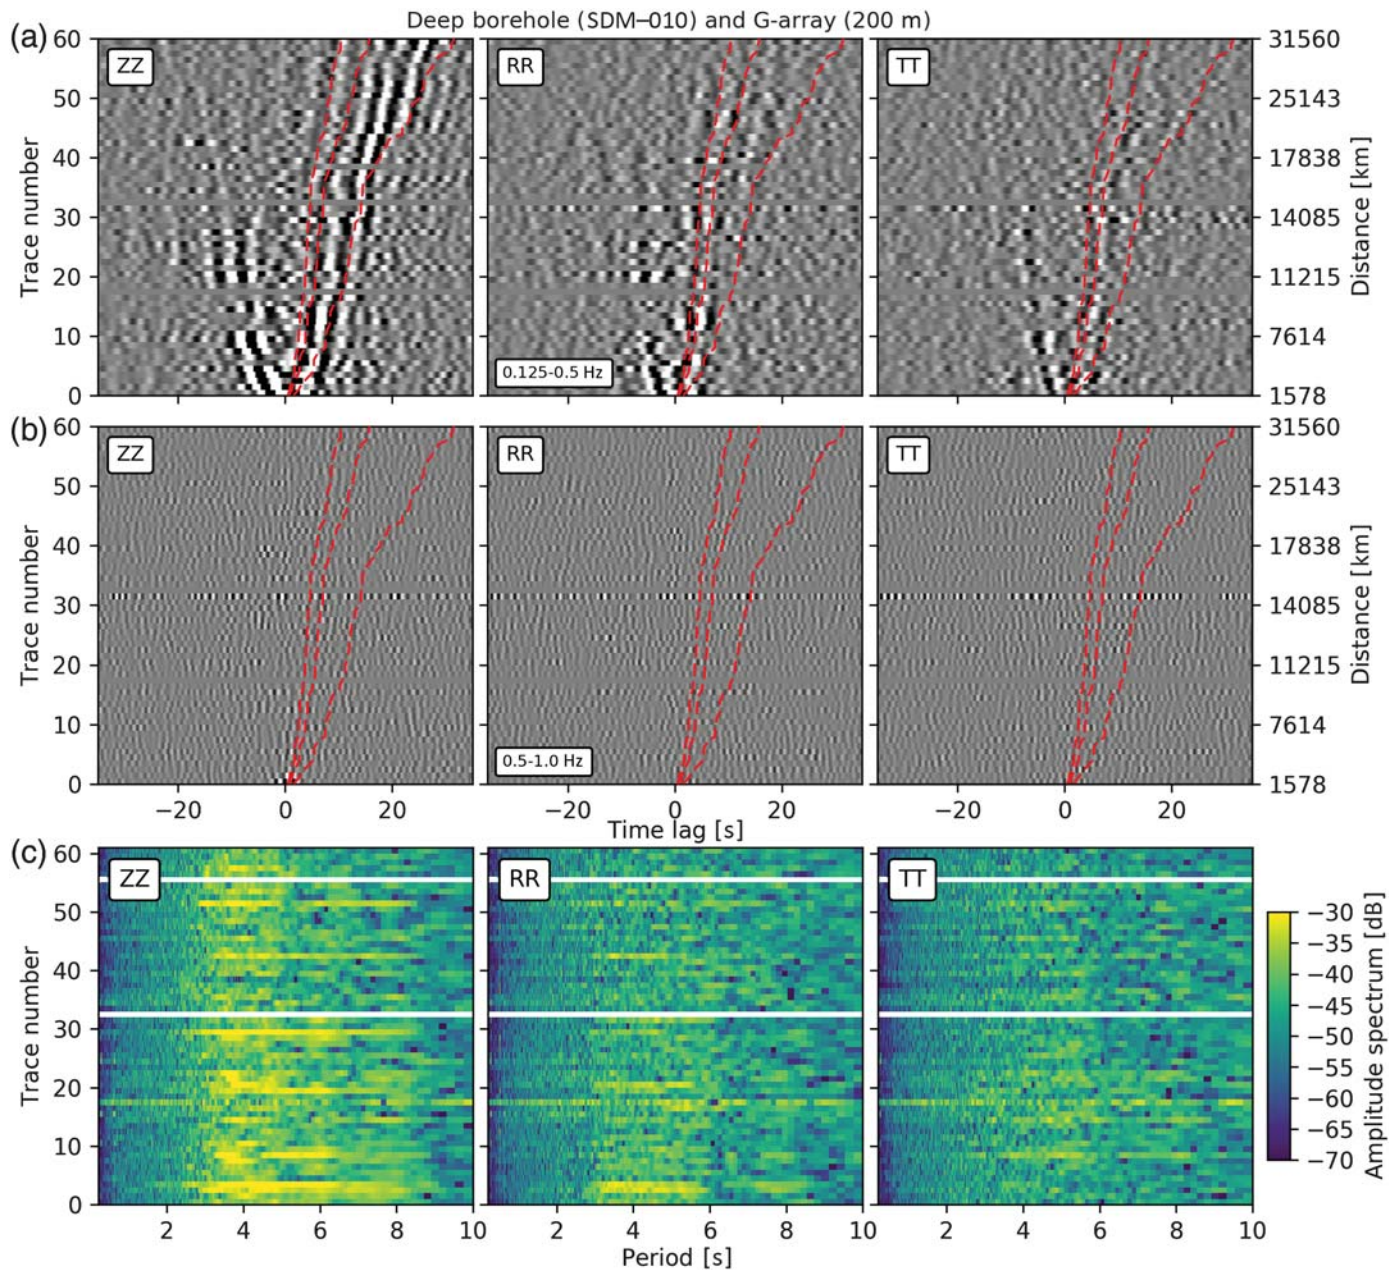 Deep borehole (SDM–010) and G-array (200 m)
(a)
ZZ
RR
TT
0.125-0.5 Hz
Trace number
60
50
40
30
20
10
0
31560
25143
17838
14085
11215
7614
1578
Distance [km]
−20
0
20
−20
0
20
−20
0
20
(b)
ZZ
RR
TT
0.5-1.0 Hz
Trace number
60
50
40
30
20
10
0
31560
25143
17838
14085
11215
7614
1578
Distance [km]
Time lag [s]
(c)
ZZ
RR
TT
Trace number
60
50
40
30
20
10
0
2
4
6
8
10
2
4
6
8
10
2
4
6
8
10
Period [s]
−30
−35
−40
−45
−50
−55
−60
−65
−70
Amplitude spectrum [dB]